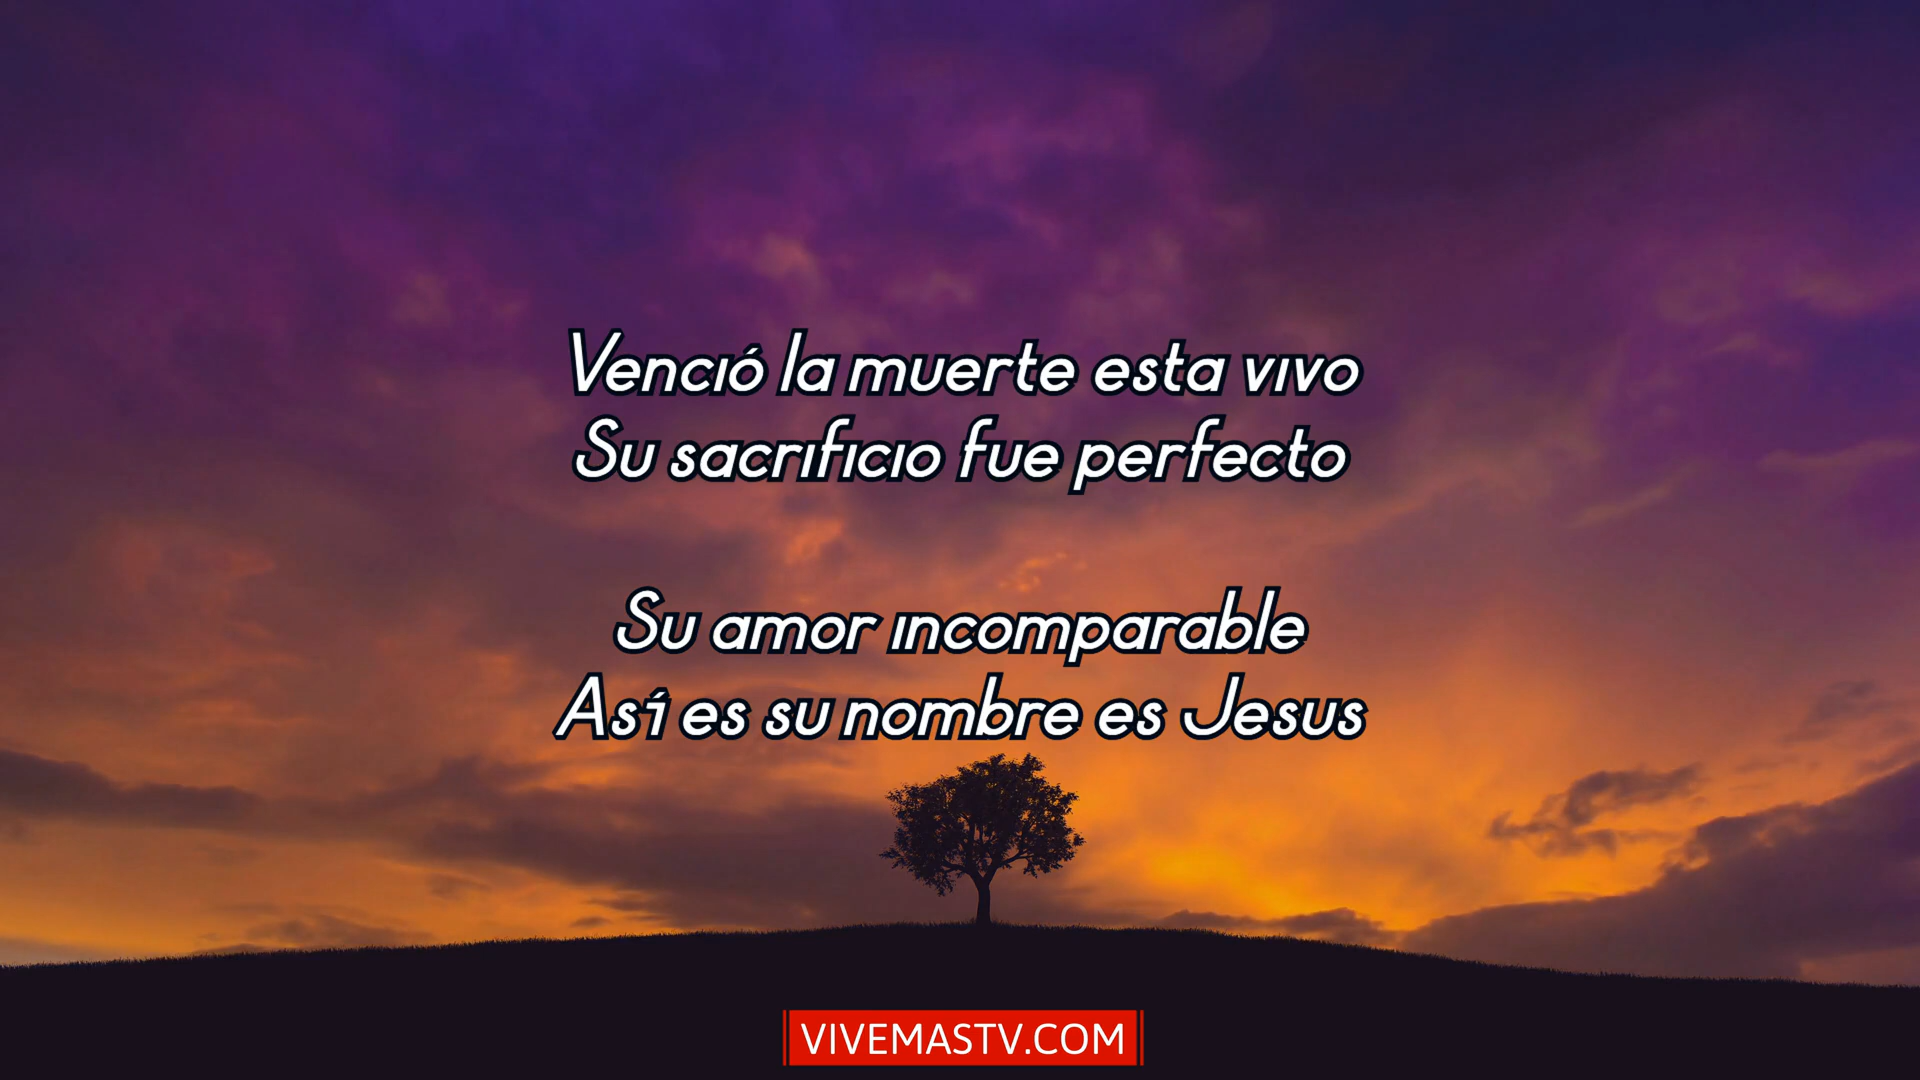 Venció la muerte esta vivo
Su sacrificio fue perfecto
Su amor incomparable
Así es su nombre es Jesus
VIVEMASTV.COM